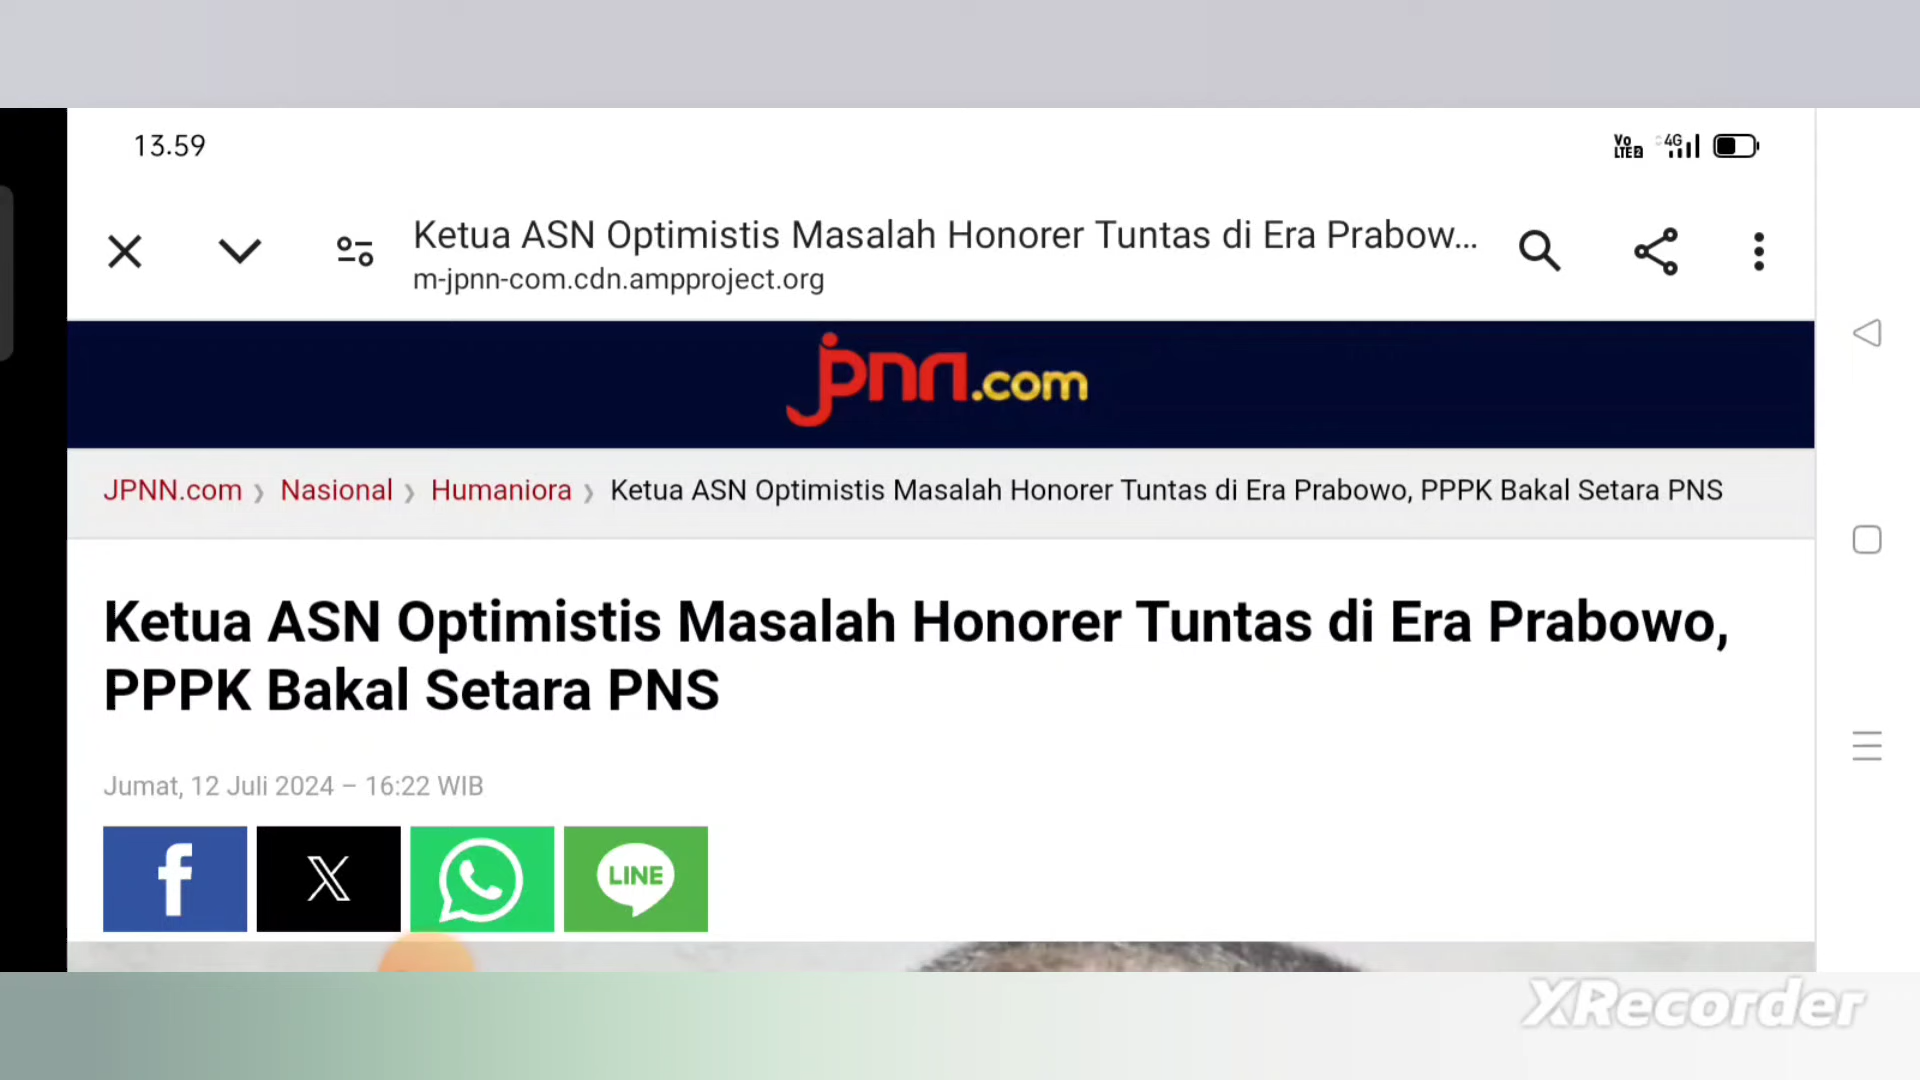 13.59
Vo LTE2 4G
Ketua ASN Optimistis Masalah Honorer Tuntas di Era Prabow...
m-jpnn-com.cdn.ampproject.org
jpnn.com
JPNN.com › Nasional › Humaniora › Ketua ASN Optimistis Masalah Honorer Tuntas di Era Prabowo, PPPK Bakal Setara PNS
Ketua ASN Optimistis Masalah Honorer Tuntas di Era Prabowo,
PPPK Bakal Setara PNS
Jumat, 12 Juli 2024 – 16:22 WIB
LINE
XRecorder